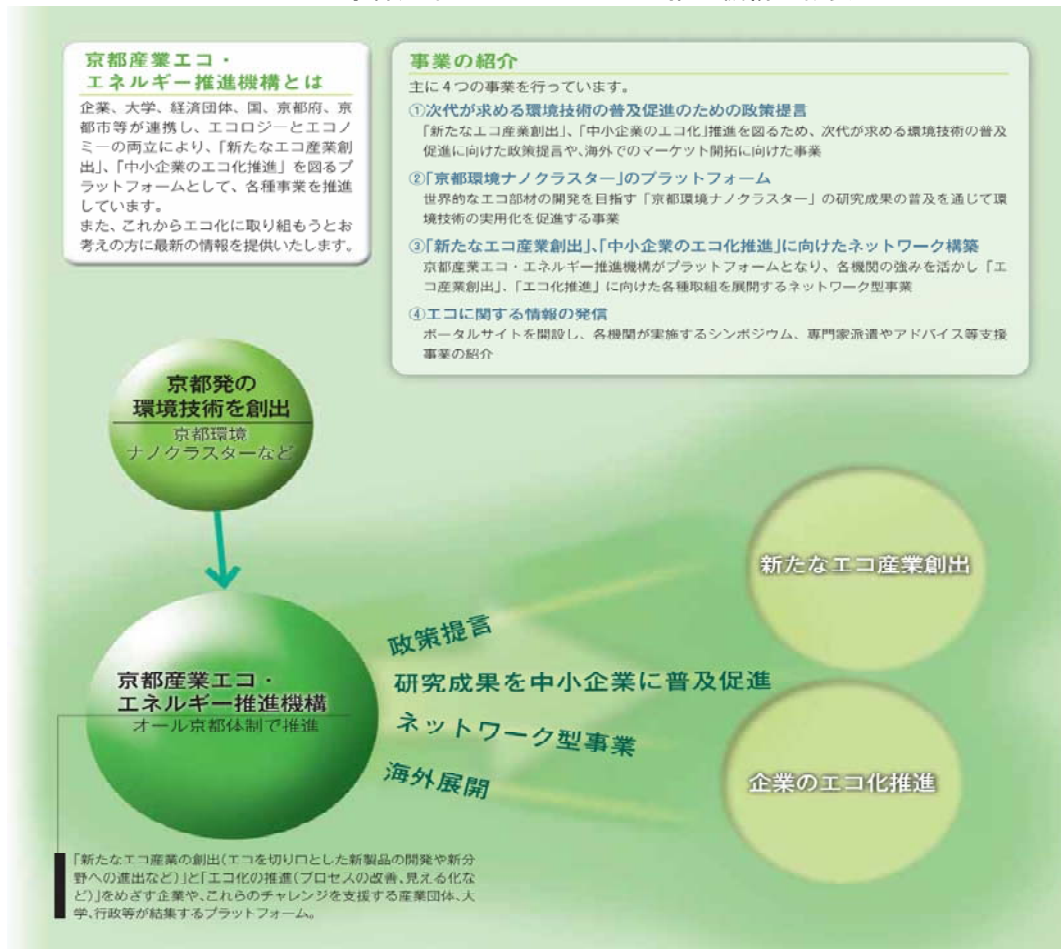 京都産業エコ・
エネルギー推進機構とは
企業、大学、経済団体、国、京都府、京
都市等が連携し、エコロジーとエコノ
ミーの両立により、「新たなエコ産業創
出」、「中小企業のエコ化推進」を図るプ
ラットフォームとして、各種事業を推進
しています。
また、これからエコ化に取り組もうとお
考えの方に最新の情報を提供いたします。
事業の紹介
主に４つの事業を行っています。
①次代が求める環境技術の普及促進のための政策提言
「新たなエコ産業創出」、「中小企業のエコ化」推進を図るため、次代が求める環境技術の普及
促進に向けた政策提言や、海外でのマーケット開拓に向けた事業
②「京都環境ナノクラスター」のプラットフォーム
世界的なエコ部材の開発を目指す「京都環境ナノクラスター」の研究成果の普及を通じて環
境技術の実用化を促進する事業
③「新たなエコ産業創出」、「中小企業のエコ化推進」に向けたネットワーク構築
京都産業エコ・エネルギー推進機構がプラットフォームとなり、各機関の強みを活かし「エ
コ産業創出」、「エコ化推進」に向けた各種取組を展開するネットワーク型事業
④エコに関する情報の発信
ポータルサイトを開設し、各機関が実施するシンポジウム、専門家派遣やアドバイス等支援
事業の紹介
京都発の
環境技術を創出
京都環境
ナノクラスターなど
新たなエコ産業創出
政策提言
研究成果を中小企業に普及促進
ネットワーク型事業
海外展開
京都産業エコ・
エネルギー推進機構
オール京都体制で推進
企業のエコ化推進
「新たなエコ産業の創出(エコを切り口とした新製品の開発や新分
野への進出など)」と「エコ化の推進(プロセスの改善、見える化な
ど)」をめざす企業や、これらのチャレンジを支援する産業団体、大
学、行政等が結集するプラットフォーム。